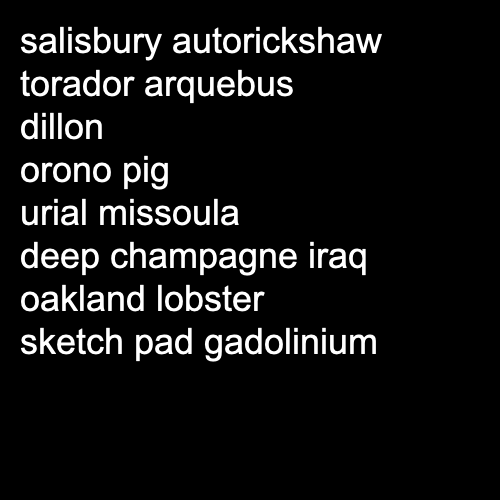 salisbury autorickshaw
torador arquebus
dillon
orono pig
urial missoula
deep champagne iraq
oakland lobster
sketch pad gadolinium